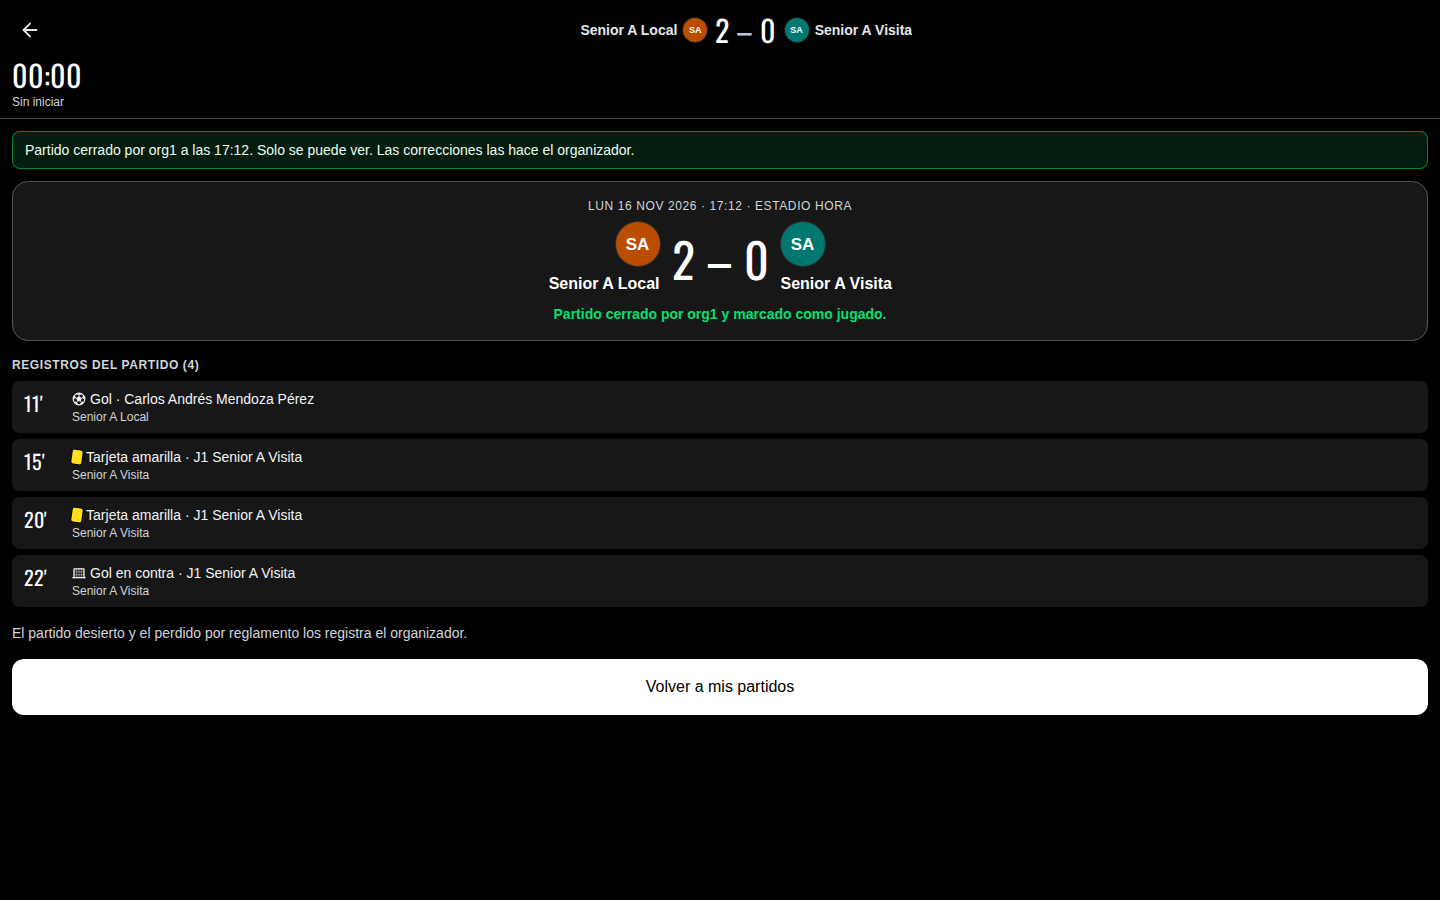 Senior A Local SA 2 – 0 SA Senior A Visita
00:00
Sin iniciar
Partido cerrado por org1 a las 17:12. Solo se puede ver. Las correcciones las hace el organizador.
LUN 16 NOV 2026 · 17:12 · ESTADIO HORA
SA 2 – 0 SA
Senior A Local Senior A Visita
Partido cerrado por org1 y marcado como jugado.
REGISTROS DEL PARTIDO (4)
11' Gol · Carlos Andrés Mendoza Pérez
Senior A Local
15' Tarjeta amarilla · J1 Senior A Visita
Senior A Visita
20' Tarjeta amarilla · J1 Senior A Visita
Senior A Visita
22' Gol en contra · J1 Senior A Visita
Senior A Visita
El partido desierto y el perdido por reglamento los registra el organizador.
Volver a mis partidos